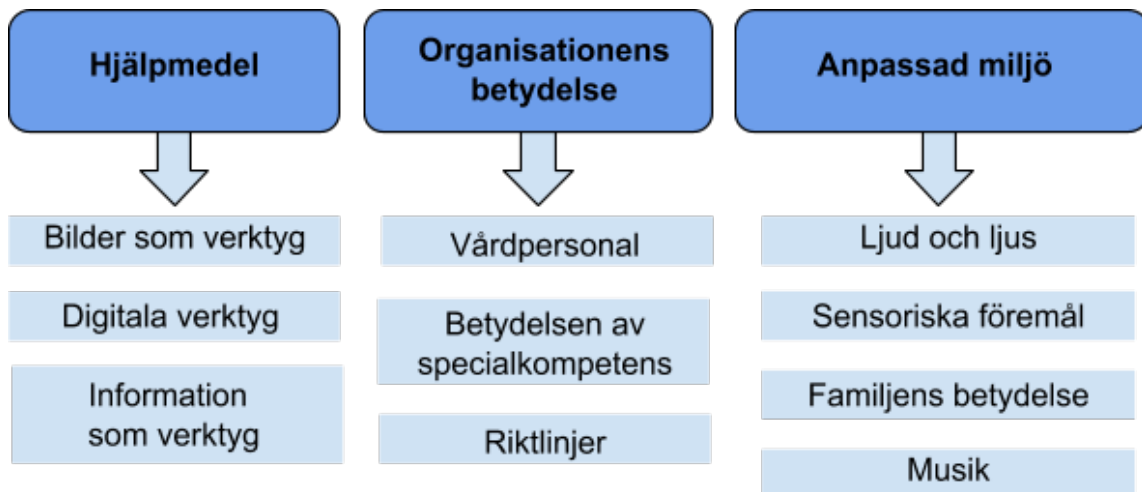 Hjälpmedel
Bilder som verktyg
Digitala verktyg
Information
som verktyg
Organisationens
betydelse
Vårdpersonal
Betydelsen av
specialkompetens
Riktlinjer
Anpassad miljö
Ljud och ljus
Sensoriska föremål
Familjens betydelse
Musik